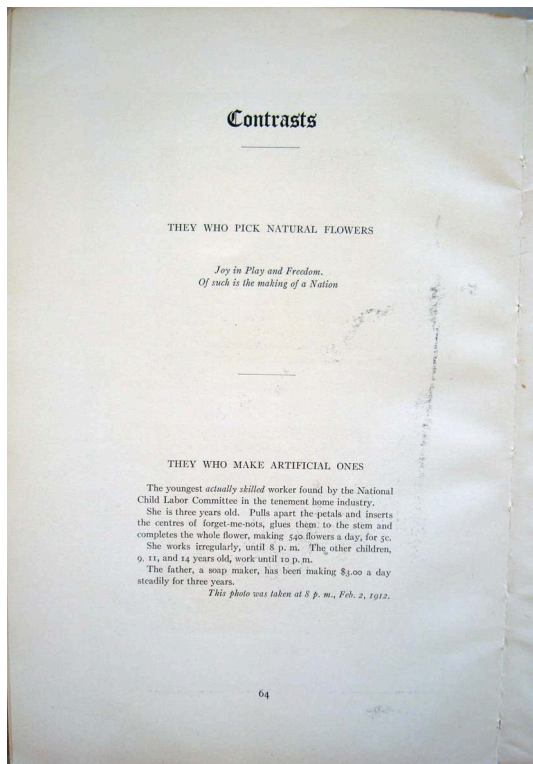 Contrasts
THEY WHO PICK NATURAL FLOWERS
Joy in Play and Freedom.
Of such is the making of a Nation
THEY WHO MAKE ARTIFICIAL ONES
The youngest actually skilled worker found by the National
Child Labor Committee in the tenement home industry.
She is three years old. Pulls apart the petals and inserts
the centres of forget-me-nots, glues them to the stem and
completes the whole flower, making 540 flowers a day, for 5c.
She works irregularly, until 8 p. m. The other children,
9, 11, and 14 years old, work until 10 p. m.
The father, a soap maker, has been making $3.00 a day
steadily for three years.
This photo was taken at 8 p. m., Feb. 2, 1912.
64